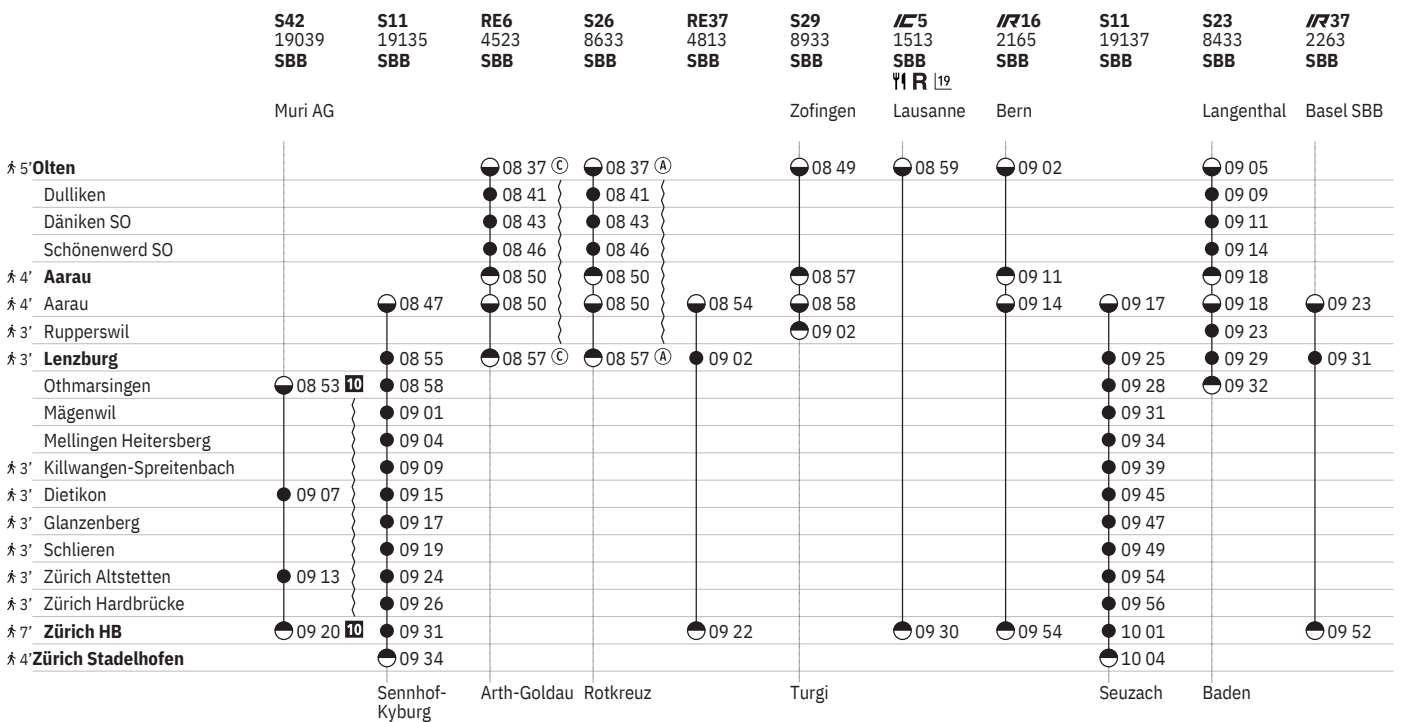 S42 S11 RE6 S26 RE37 S29 IC5 IR16 S11 S23 IR37
19039 19135 4523 8633 4813 8933 1513 2165 19137 8433 2263
SBB SBB SBB SBB SBB SBB SBB SBB SBB SBB SBB
R 19
Muri AG Zofingen Lausanne Bern Langenthal Basel SBB
5’ Olten 08 37 C 08 37 A 08 49 08 59 09 02 09 05
Dulliken 08 41 08 41 09 09
Däniken SO 08 43 08 43 09 11
Schönenwerd SO 08 46 08 46 09 14
4’ Aarau 08 50 08 50 08 57 09 11 09 18
4’ Aarau 08 47 08 50 08 50 08 54 08 58 09 14 09 17 09 18 09 23
3’ Rupperswil 09 02 09 23
3’ Lenzburg 08 55 08 57 C 08 57 A 09 02 09 25 09 29 09 31
Othmarsingen 08 53 10 08 58 09 28 09 32
Mägenwil 09 01 09 31
Mellingen Heitersberg 09 04 09 34
3’ Killwangen-Spreitenbach 09 09 09 39
3’ Dietikon 09 07 09 15 09 45
3’ Glanzenberg 09 17 09 47
3’ Schlieren 09 19 09 49
3’ Zürich Altstetten 09 13 09 24 09 54
3’ Zürich Hardbrücke 09 26 09 56
7’ Zürich HB 09 20 10 09 31 09 22 09 30 09 54 10 01 09 52
4’ Zürich Stadelhofen 09 34 10 04
Sennhof- Arth-Goldau Rotkreuz Turgi Seuzach Baden
Kyburg